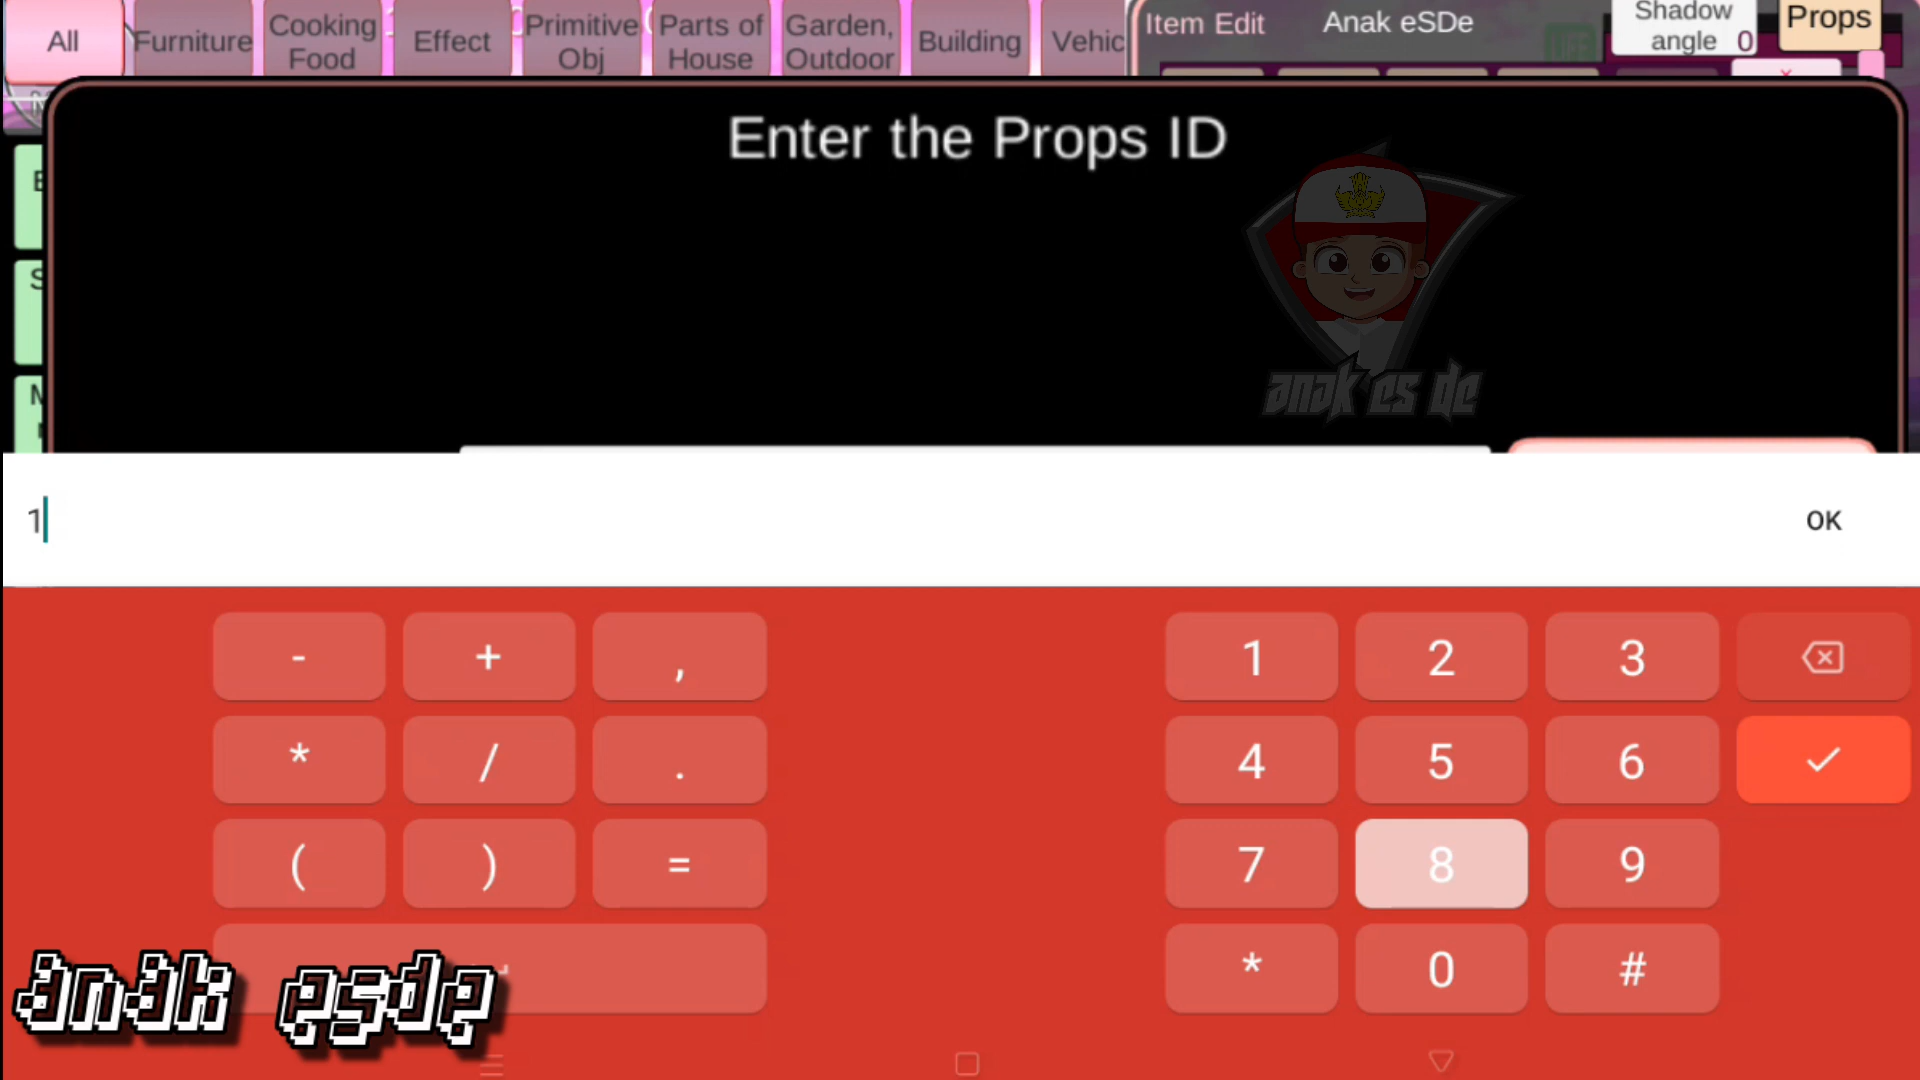 All
Furniture
Cooking
Food
Effect
Primitive
Obj
Parts of
House
Garden,
Outdoor
Building
Vehic
Item Edit
Anak eSDe
Shadow
angle 0
Props
Enter the Props ID
anak es de
1
OK
- + , 1 2 3
* / . 4 5 6
( ) = 7 8 9
* 0 #
anak esde